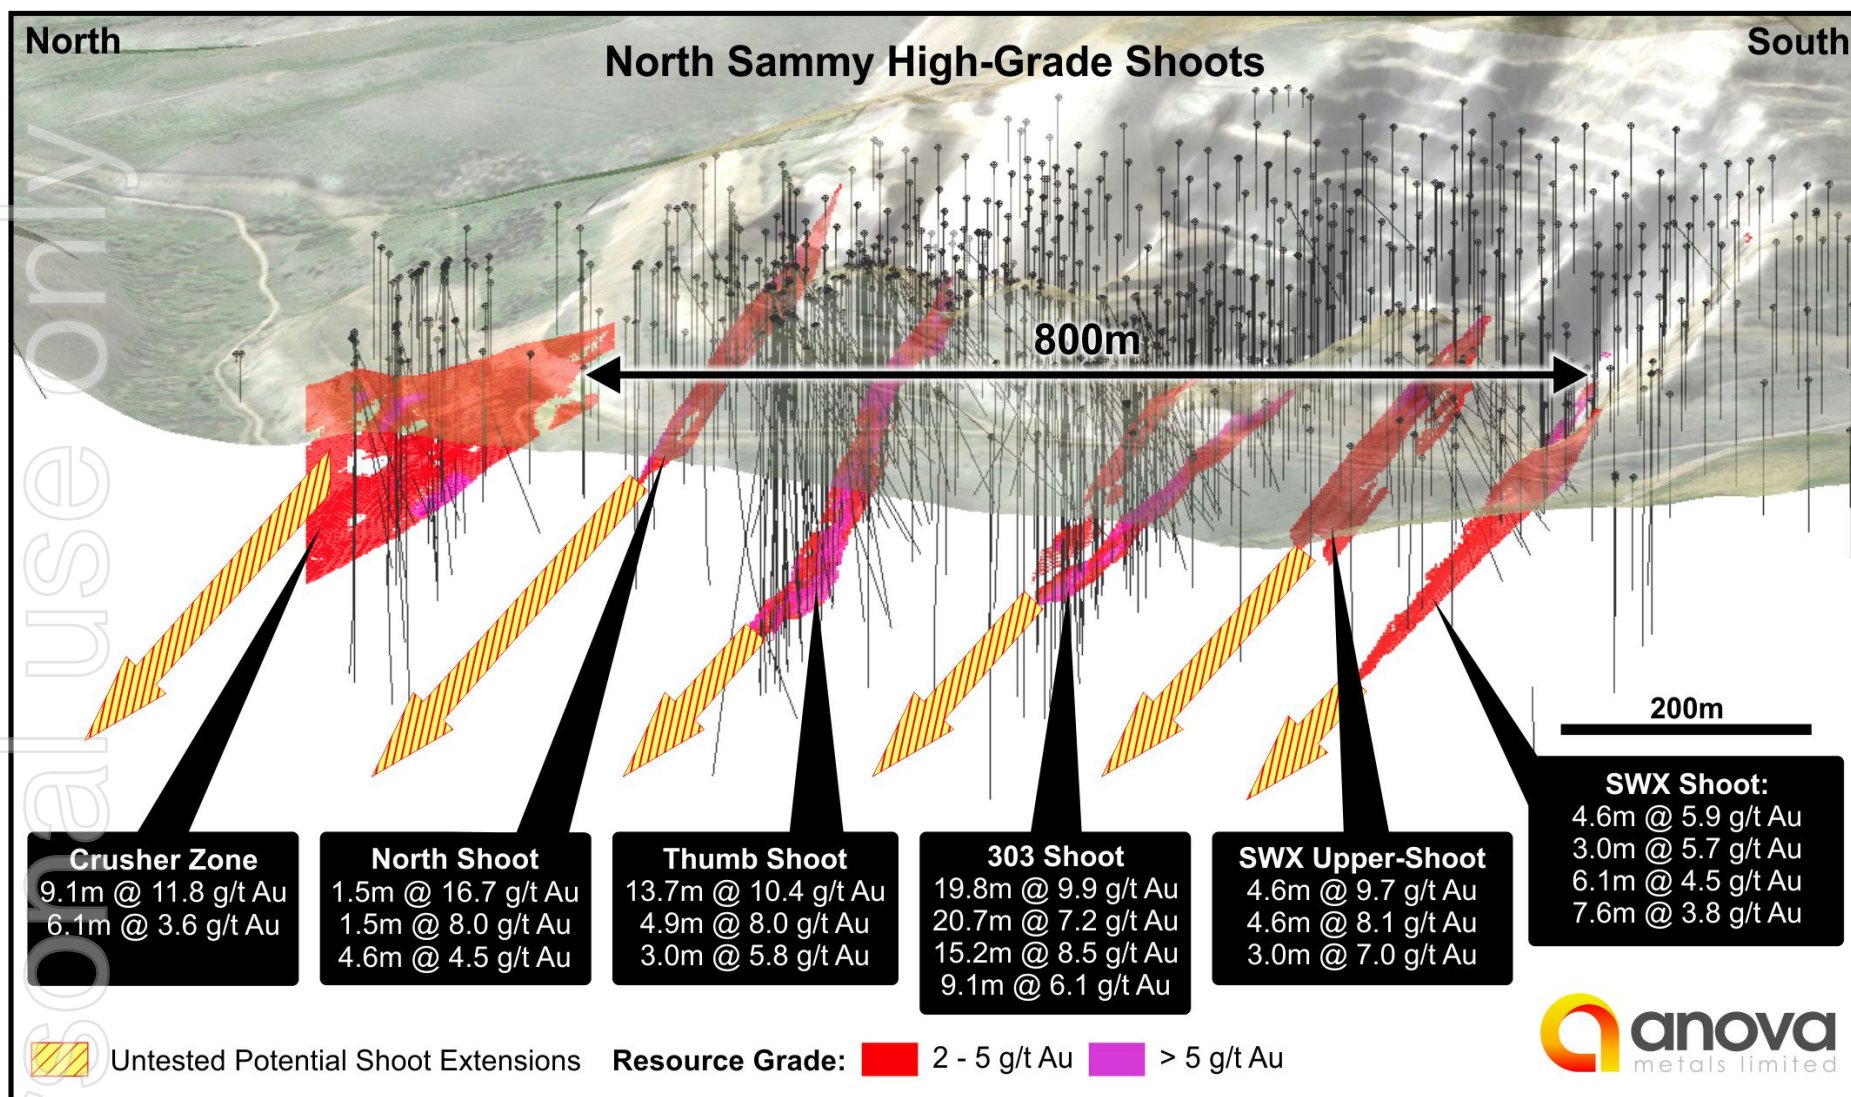 North
South
North Sammy High-Grade Shoots
800m
200m
Crusher Zone
9.1m @ 11.8 g/t Au
6.1m @ 3.6 g/t Au
North Shoot
1.5m @ 16.7 g/t Au
1.5m @ 8.0 g/t Au
4.6m @ 4.5 g/t Au
Thumb Shoot
13.7m @ 10.4 g/t Au
4.9m @ 8.0 g/t Au
3.0m @ 5.8 g/t Au
303 Shoot
19.8m @ 9.9 g/t Au
20.7m @ 7.2 g/t Au
15.2m @ 8.5 g/t Au
9.1m @ 6.1 g/t Au
SWX Upper-Shoot
4.6m @ 9.7 g/t Au
4.6m @ 8.1 g/t Au
3.0m @ 7.0 g/t Au
SWX Shoot:
4.6m @ 5.9 g/t Au
3.0m @ 5.7 g/t Au
6.1m @ 4.5 g/t Au
7.6m @ 3.8 g/t Au
Untested Potential Shoot Extensions
Resource Grade:
2 - 5 g/t Au
> 5 g/t Au
anova
metals limited
sonal use only